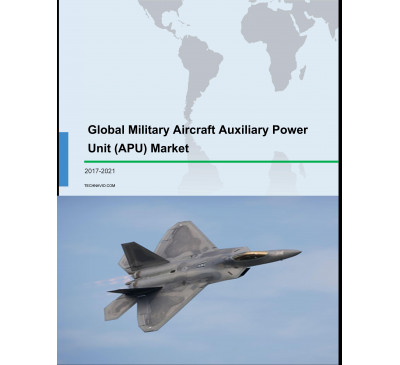 Global Military Aircraft Auxiliary Power
Unit (APU) Market
2017-2021
TECHNAVIO.COM